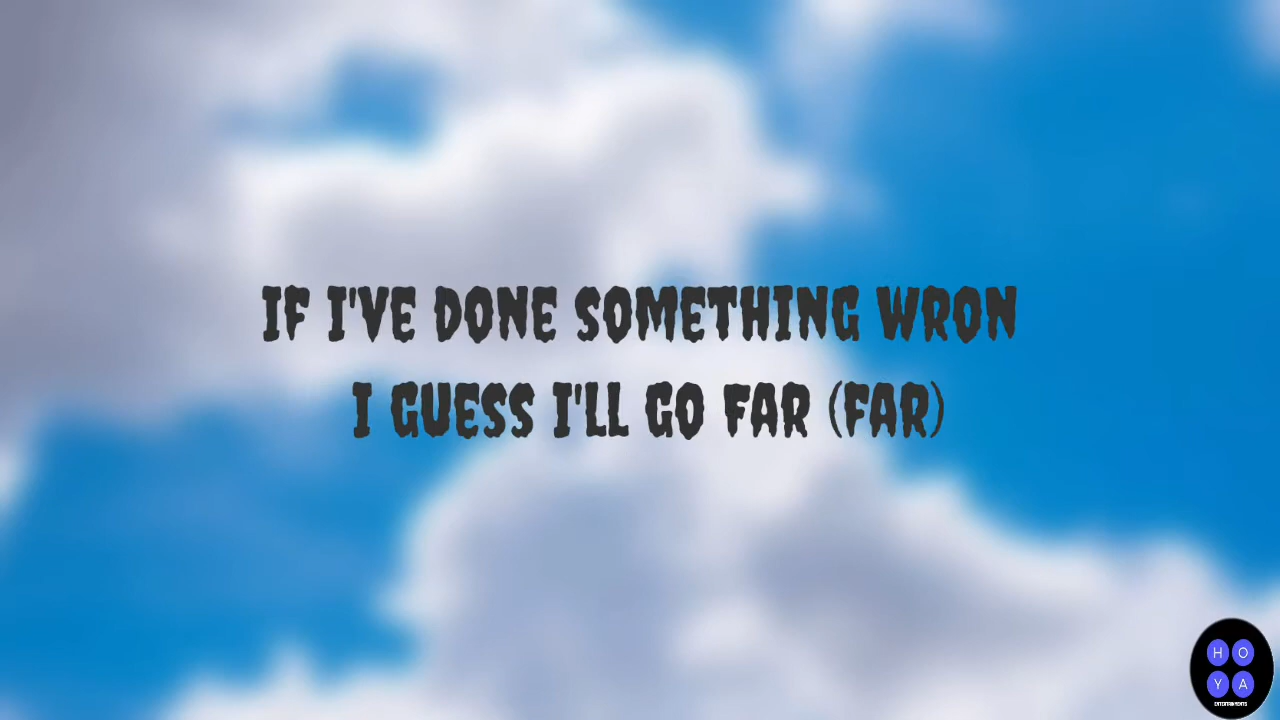 IF I'VE DONE SOMETHING WRON
I GUESS I'LL GO FAR (FAR)
H O
Y A